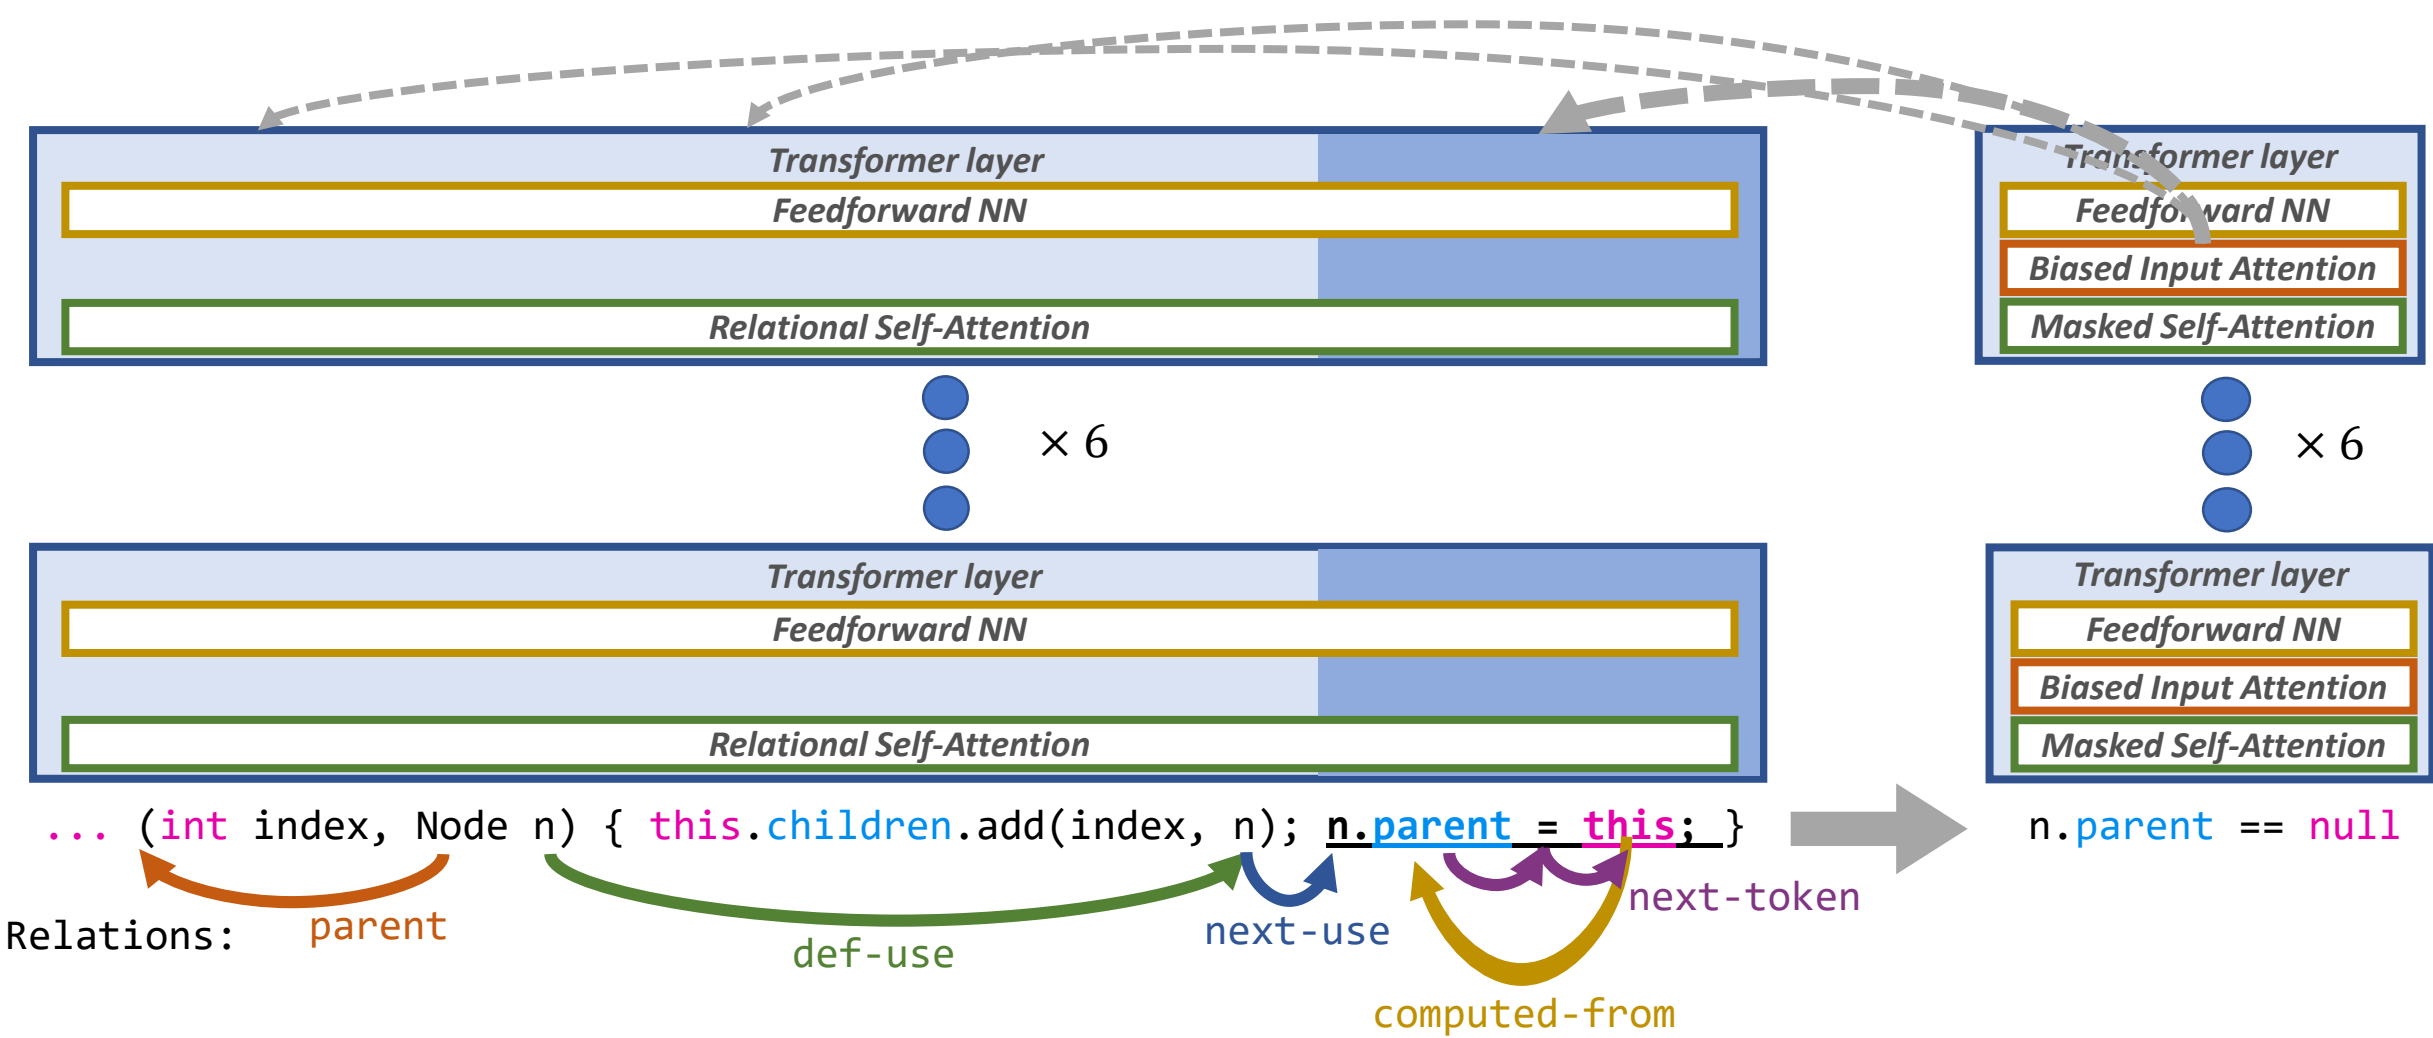 Transformer layer
Feedforward NN
Relational Self-Attention
× 6
Transformer layer
Feedforward NN
Relational Self-Attention
Transformer layer
Feedforward NN
Biased Input Attention
Masked Self-Attention
× 6
Transformer layer
Feedforward NN
Biased Input Attention
Masked Self-Attention
... (int index, Node n) { this.children.add(index, n); n.parent = this; }
n.parent == null
Relations:
parent
def-use
next-use
next-token
computed-from